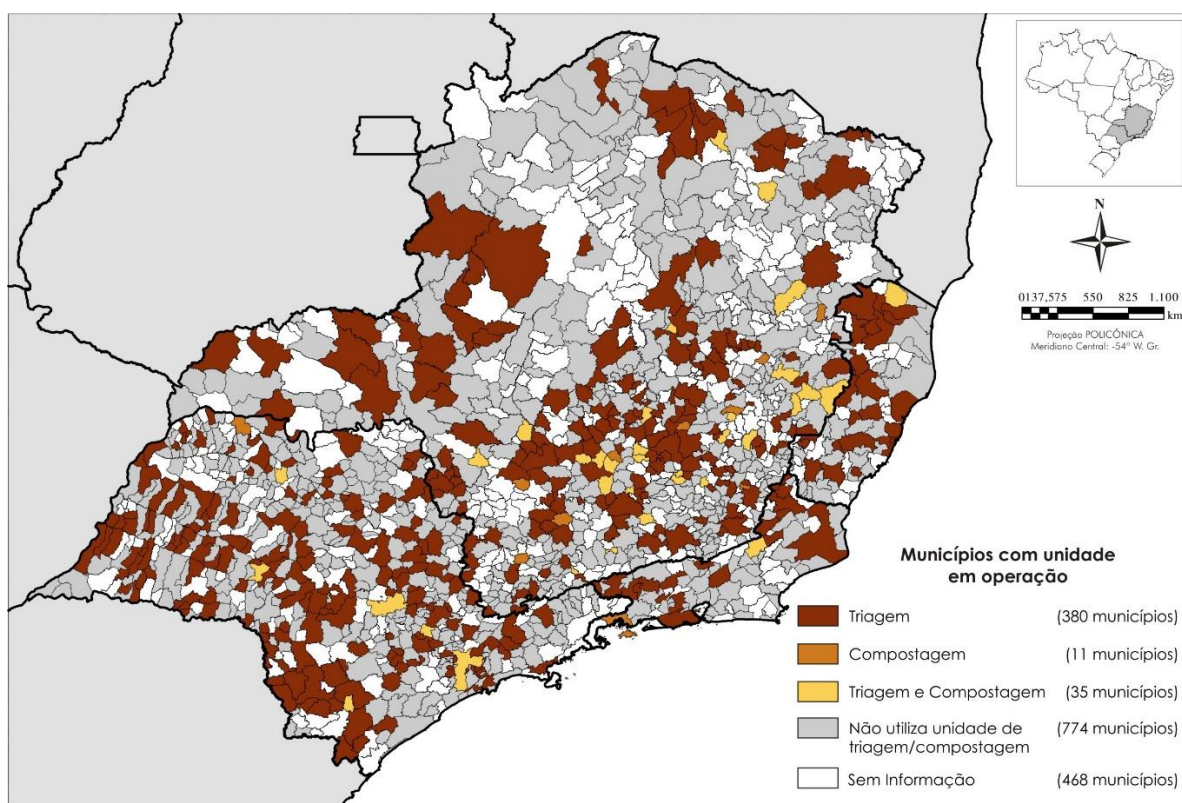 N
0137,575 550 825 1.100
km
Projeção POLICÔNICA
Meridiano Central: -54º W. Gr.
Municípios com unidade
em operação
Triagem (380 municípios)
Compostagem (11 municípios)
Triagem e Compostagem (35 municípios)
Não utiliza unidade de
triagem/compostagem (774 municípios)
Sem Informação (468 municípios)